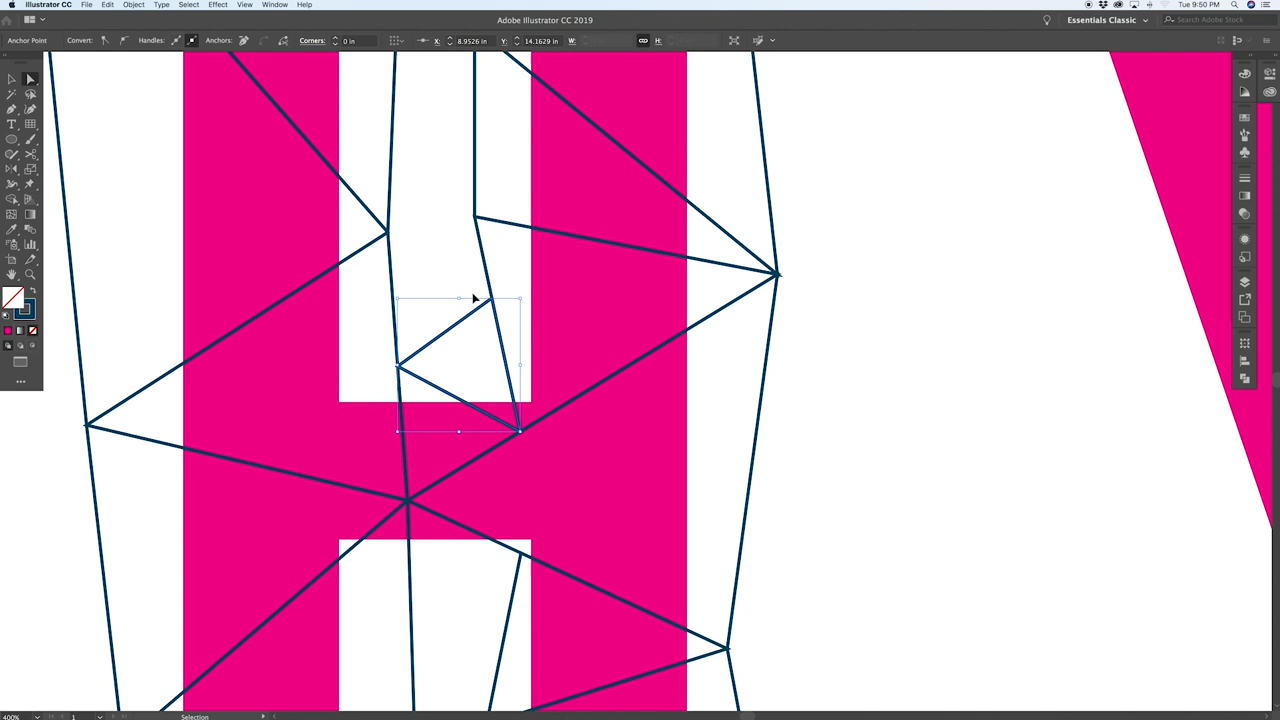 Illustrator CC File Edit Object Type Select Effect View Window Help Tue 9:50 PM
Adobe Illustrator CC 2019 Essentials Classic Search Adobe Stock
Anchor Point Convert: Handles: Anchors: Corners: 0 in X: 8.9526 in Y: 14.1629 in W: H:
400% 1 Selection